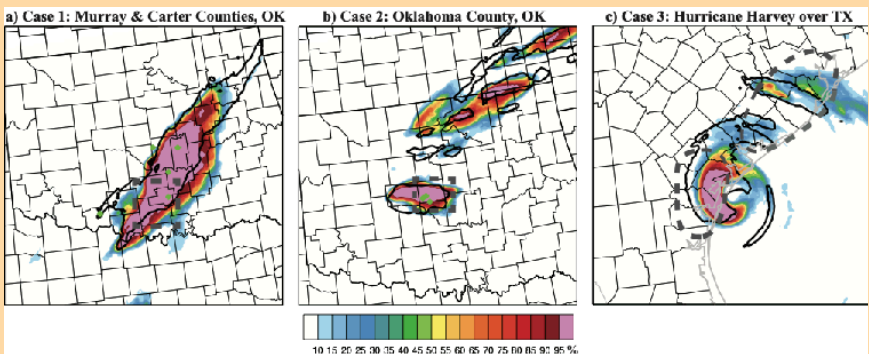 a) Case 1: Murray & Carter Counties, OK
b) Case 2: Oklahoma County, OK
c) Case 3: Hurricane Harvey over TX
10 15 20 25 30 35 40 45 50 55 60 65 70 75 80 85 90 95 %